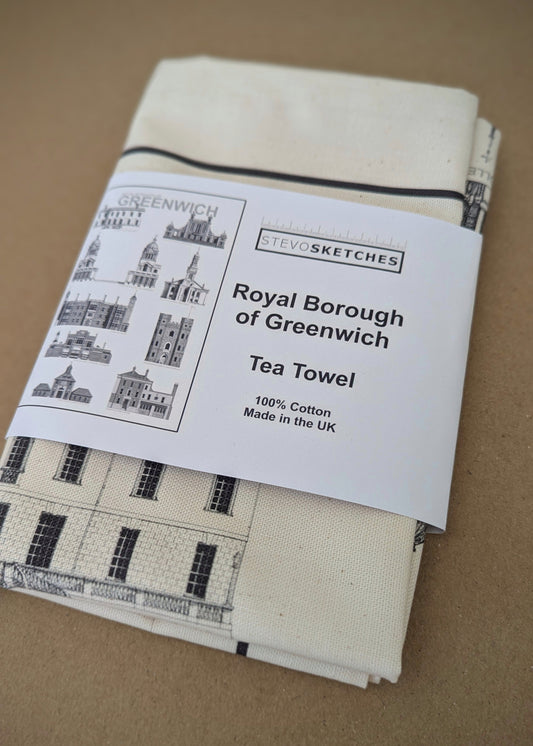 GREENWICH
STEVOSKETCHES
Royal Borough
of Greenwich
Tea Towel
100% Cotton
Made in the UK